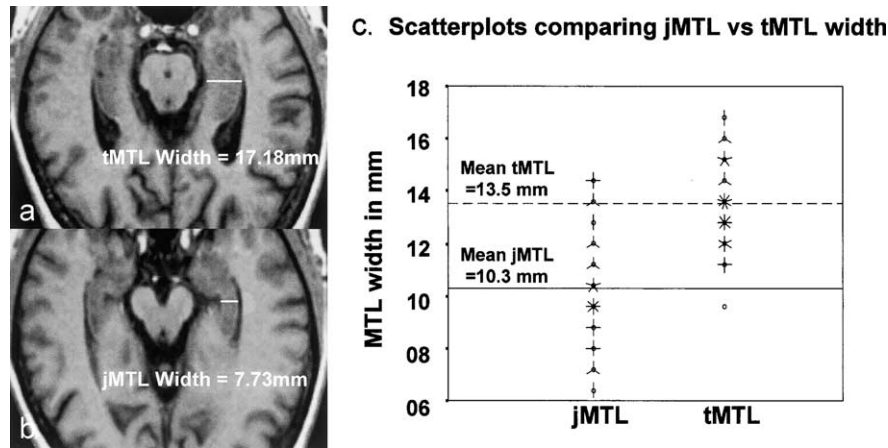 tMTL Width = 17.18mm
a
jMTL Width = 7.73mm
b
C. Scatterplots comparing jMTL vs tMTL width
MTL width in mm
18
16
14
12
10
08
06
Mean tMTL
=13.5 mm
Mean jMTL
=10.3 mm
jMTL
tMTL